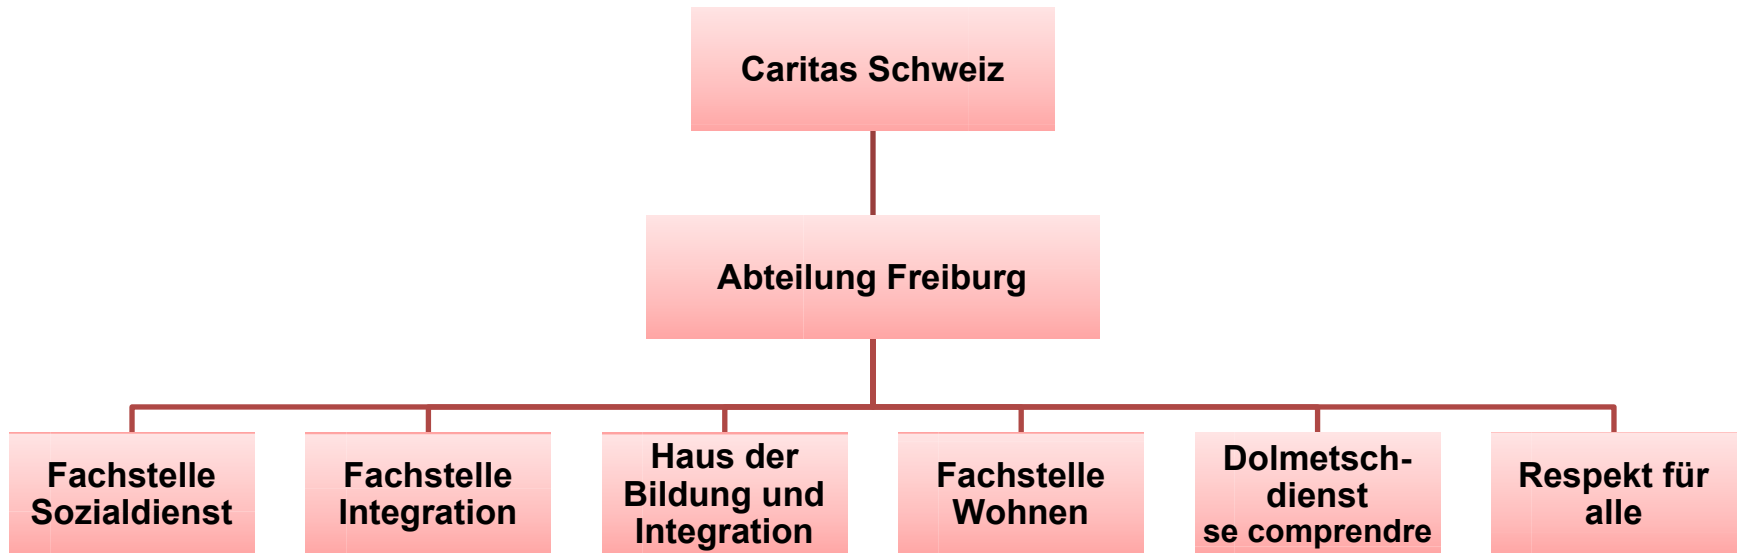 Caritas Schweiz
Abteilung Freiburg
Fachstelle
Sozialdienst
Fachstelle
Integration
Haus der
Bildung und
Integration
Fachstelle
Wohnen
Dolmetsch-
dienst
se comprendre
Respekt für
alle